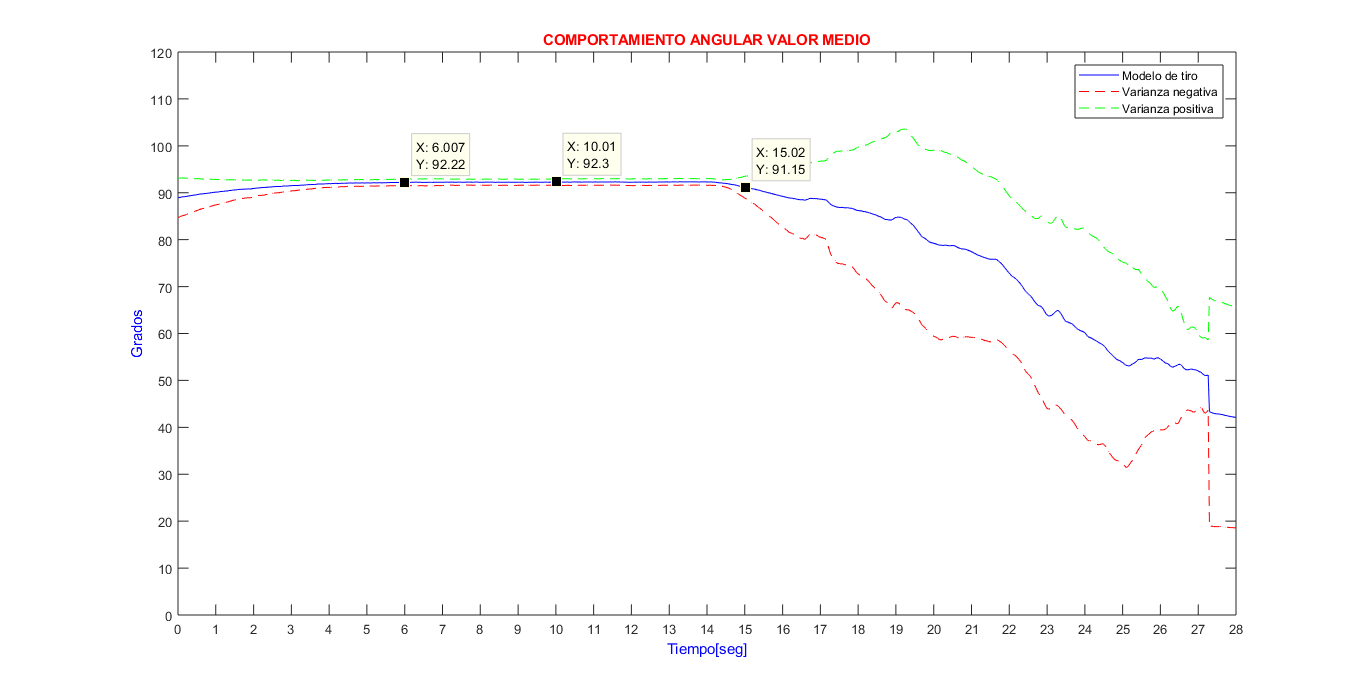 COMPORTAMIENTO ANGULAR VALOR MEDIO
Modelo de tiro
Varianza negativa
Varianza positiva
X: 6.007
Y: 92.22
X: 10.01
Y: 92.3
X: 15.02
Y: 91.15
120
110
100
90
80
70
60
50
40
30
20
10
0
Grados
0 1 2 3 4 5 6 7 8 9 10 11 12 13 14 15 16 17 18 19 20 21 22 23 24 25 26 27 28
Tiempo[seg]